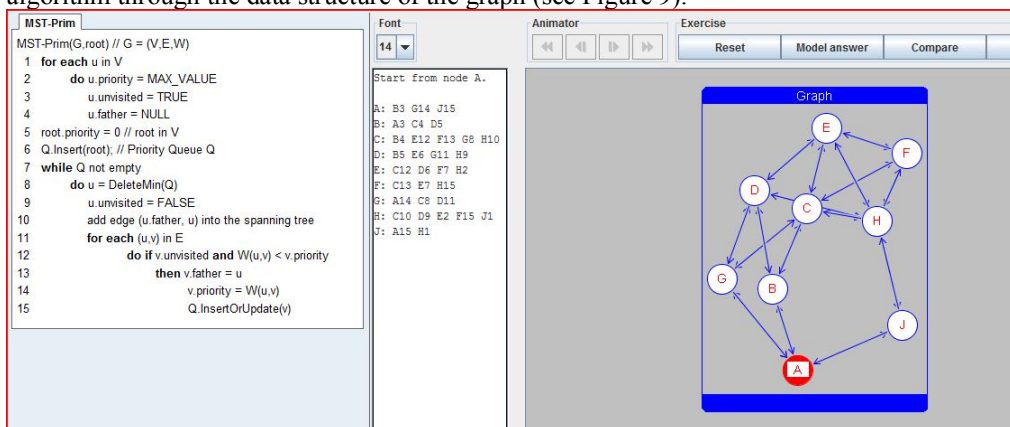 algorithm through the data structure of the graph (see Figure 9).
MST-Prim
MST-Prim(G,root) // G = (V,E,W)
1 for each u in V
2 do u.priority = MAX_VALUE
3 u.unvisited = TRUE
4 u.father = NULL
5 root.priority = 0 // root in V
6 Q.Insert(root); // Priority Queue Q
7 while Q not empty
8 do u = DeleteMin(Q)
9 u.unvisited = FALSE
10 add edge (u.father, u) into the spanning tree
11 for each (u,v) in E
12 do if v.unvisited and W(u,v) < v.priority
13 then v.father = u
14 v.priority = W(u,v)
15 Q.InsertOrUpdate(v)
Font
14
Start from node A.
A: B3 G14 J15
B: A3 C4 D5
C: B4 E12 F13 G8 H10
D: B5 E6 G11 H9
E: C12 D6 F7 H2
F: C13 E7 H15
G: A14 C8 D11
H: C10 D9 E2 F15 J1
J: A15 H1
Animator
Exercise
Reset Model answer Compare
Graph
E
F
D
C
H
G
B
J
A